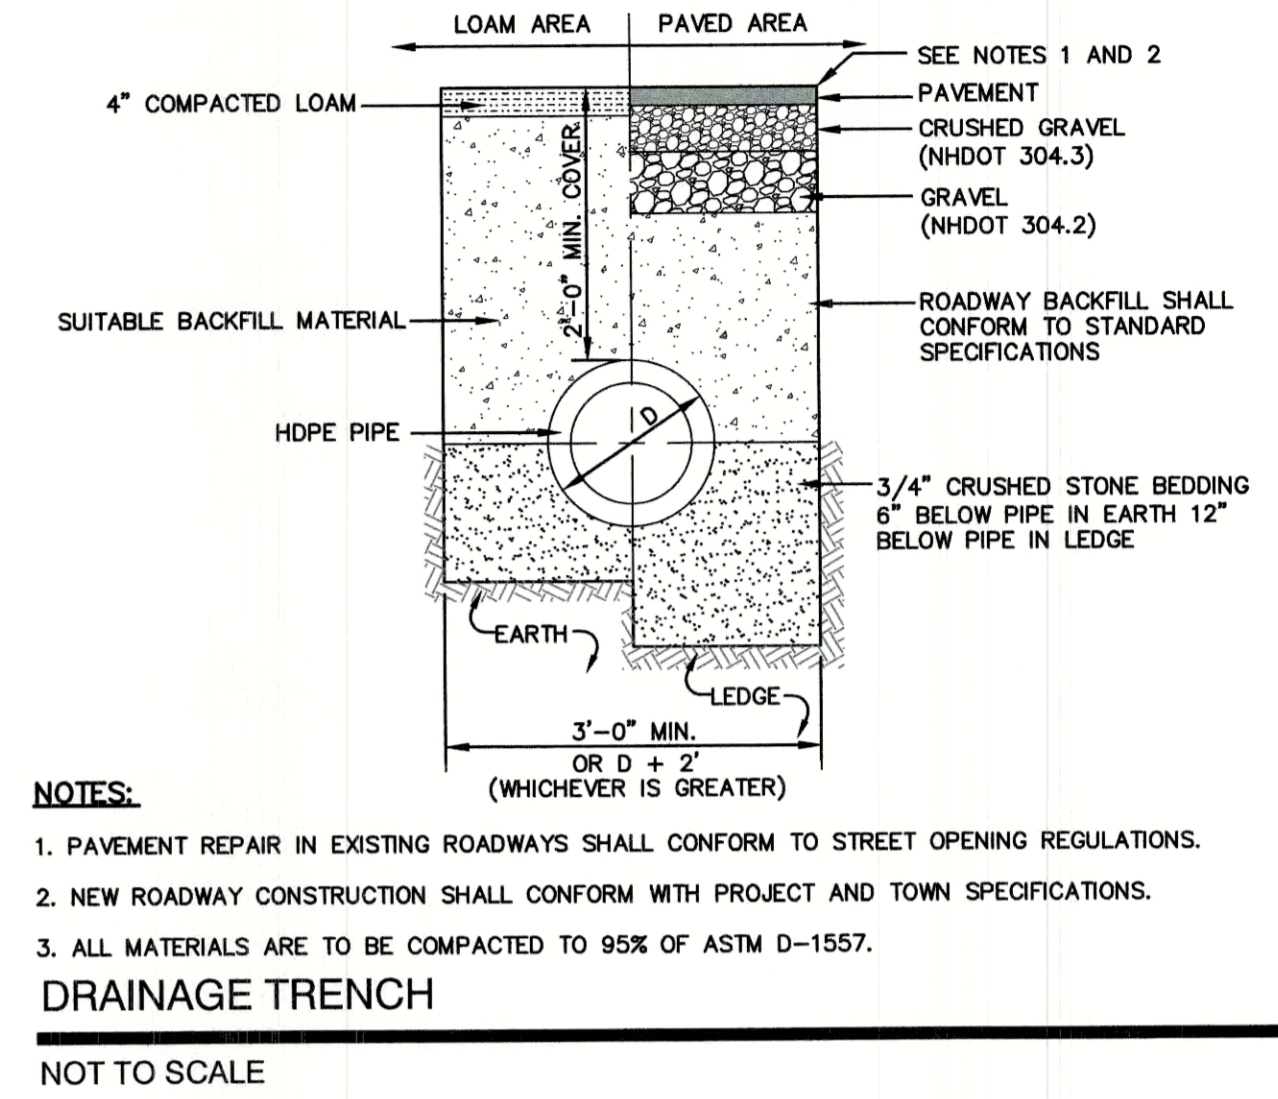 LOAM AREA
PAVED AREA
SEE NOTES 1 AND 2
PAVEMENT
4" COMPACTED LOAM
CRUSHED GRAVEL
(NHDOT 304.3)
GRAVEL
(NHDOT 304.2)
2'-0" MIN. COVER
SUITABLE BACKFILL MATERIAL
ROADWAY BACKFILL SHALL
CONFORM TO STANDARD
SPECIFICATIONS
HDPE PIPE
D
3/4" CRUSHED STONE BEDDING
6" BELOW PIPE IN EARTH 12"
BELOW PIPE IN LEDGE
EARTH
LEDGE
3'-0" MIN.
OR D + 2'
(WHICHEVER IS GREATER)
NOTES:
1. PAVEMENT REPAIR IN EXISTING ROADWAYS SHALL CONFORM TO STREET OPENING REGULATIONS.
2. NEW ROADWAY CONSTRUCTION SHALL CONFORM WITH PROJECT AND TOWN SPECIFICATIONS.
3. ALL MATERIALS ARE TO BE COMPACTED TO 95% OF ASTM D-1557.
DRAINAGE TRENCH
NOT TO SCALE